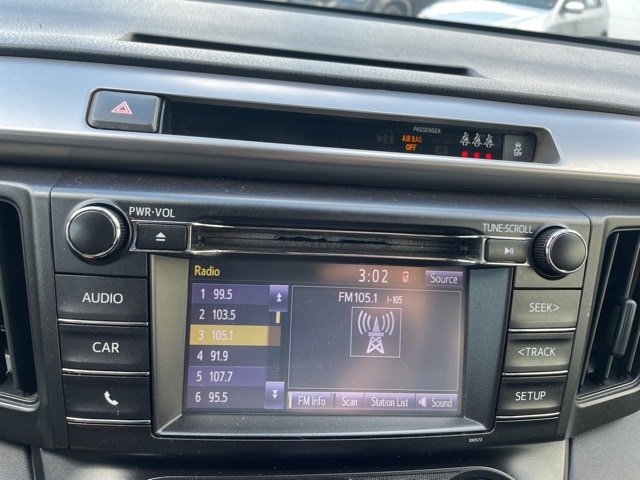 PASSENGER
AIR BAG
OFF
OFF
PWR•VOL
TUNE•SCROLL
AUDIO
CAR
SEEK>
<TRACK
SETUP
Radio 3:02 Source
1 99.5
2 103.5
3 105.1
4 91.9
5 107.7
6 95.5
FM105.1 I-105
FM Info Scan Station List Sound
100573